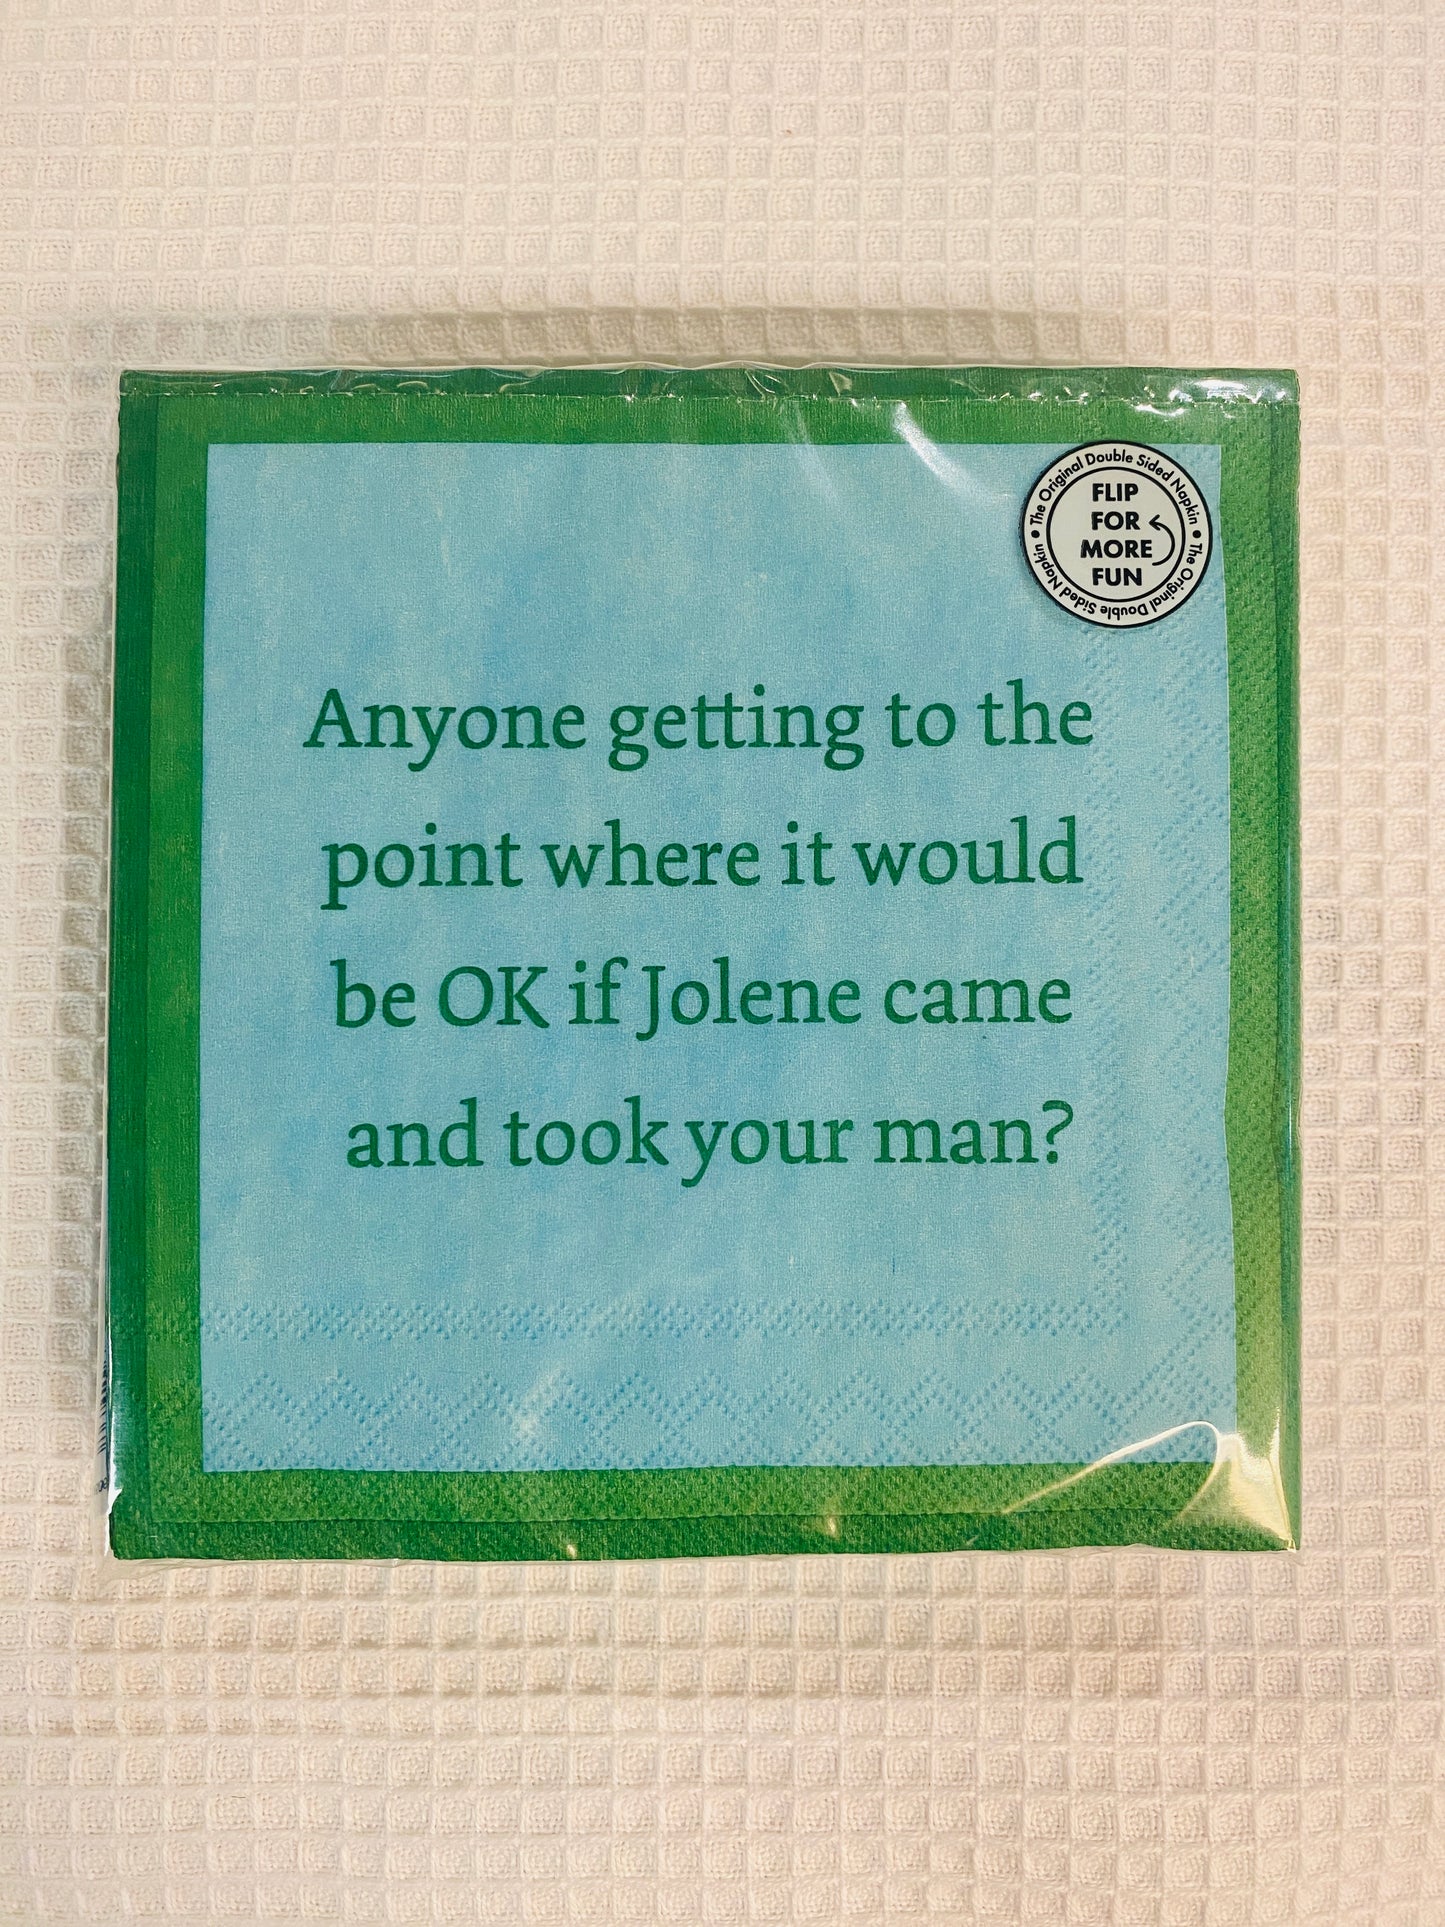 The Original Double Sided Napkin • The Original Double Sided Napkin •
FLIP
FOR
MORE
FUN
Anyone getting to the
point where it would
be OK if Jolene came
and took your man?